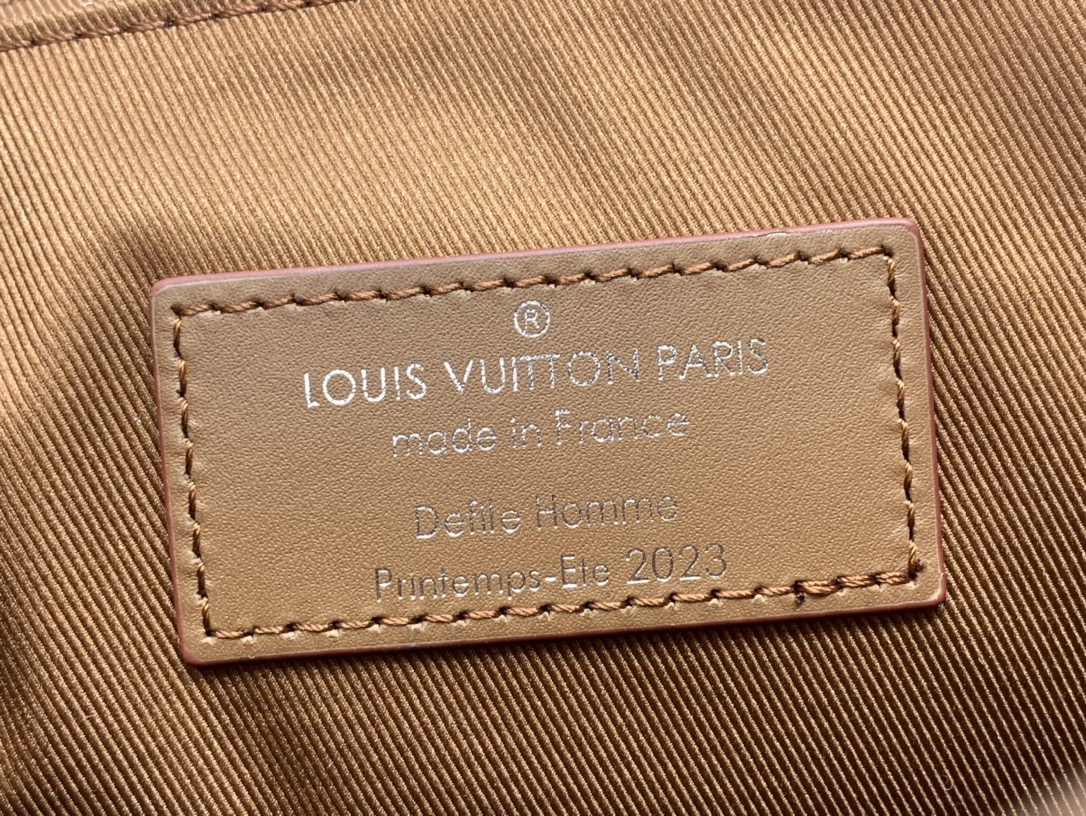 ®
LOUIS VUITTON PARIS
made in France
Defile Homme
Printemps-Ete 2023